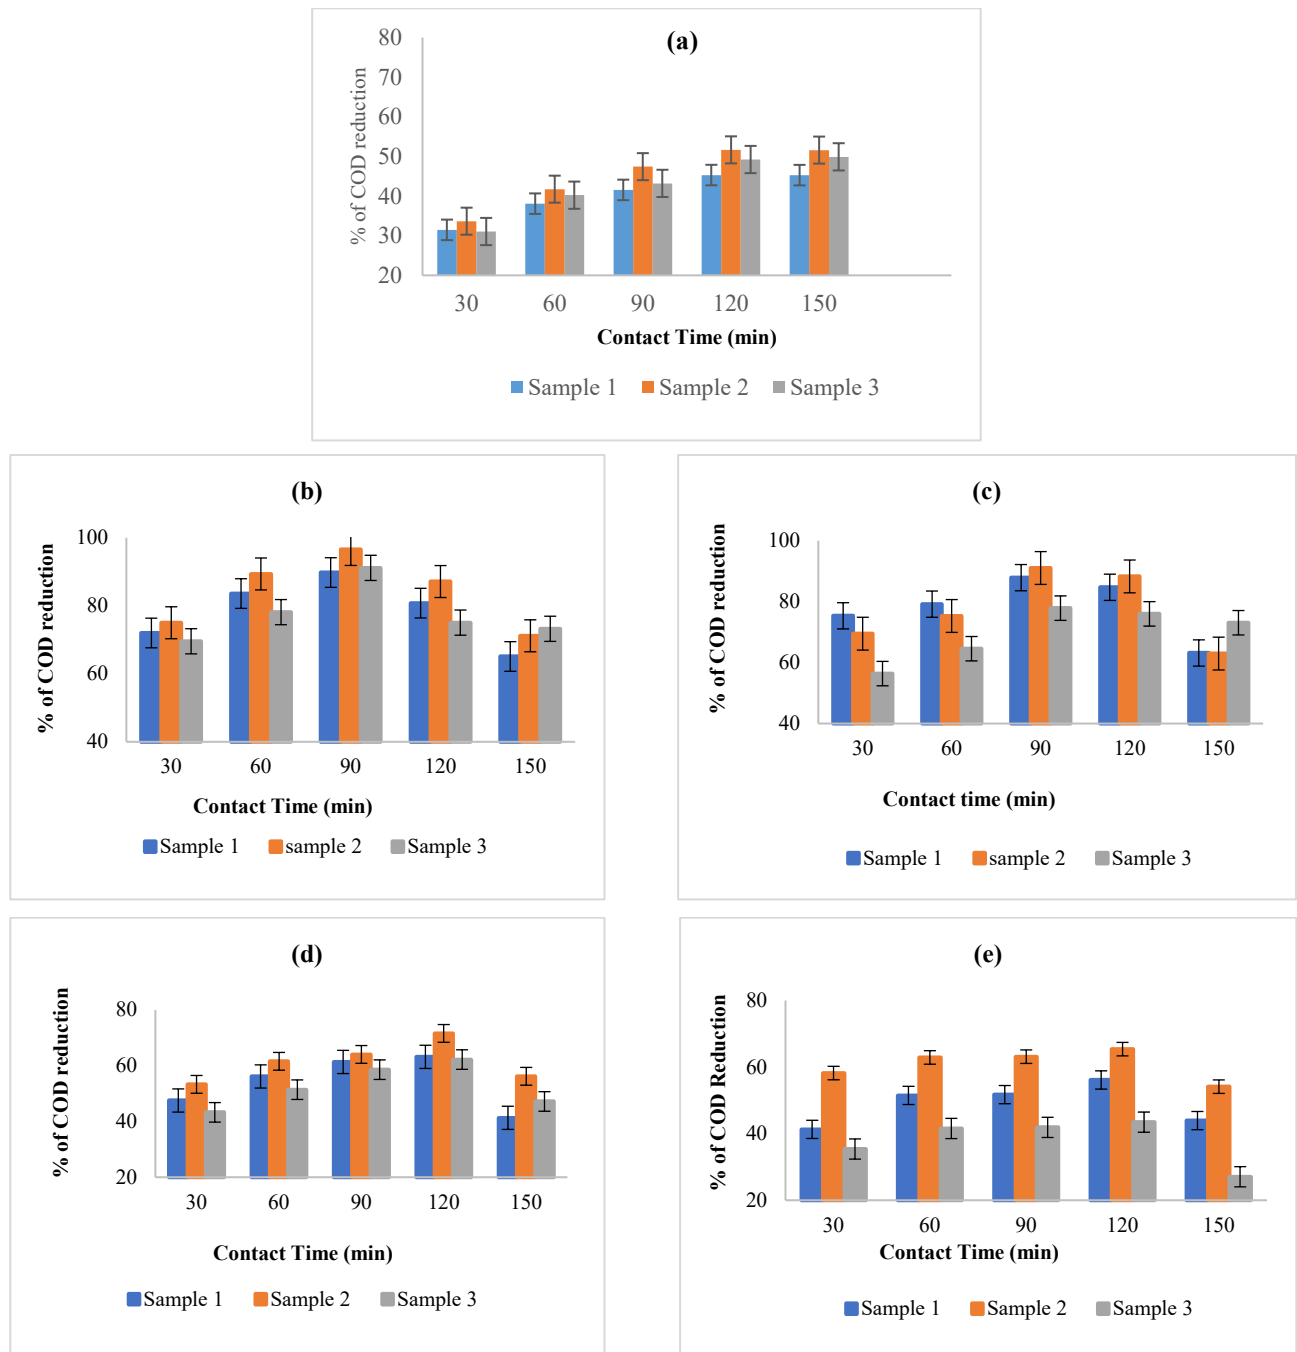 (a)
% of COD reduction
80
70
60
50
40
30
20
30 60 90 120 150
Contact Time (min)
Sample 1 Sample 2 Sample 3
(b)
% of COD reduction
100
80
60
40
30 60 90 120 150
Contact Time (min)
Sample 1 sample 2 Sample 3
(c)
% of COD reduction
100
80
60
40
30 60 90 120 150
Contact time (min)
Sample 1 sample 2 Sample 3
(d)
% of COD reduction
80
60
40
20
30 60 90 120 150
Contact Time (min)
Sample 1 Sample 2 Sample 3
(e)
% of COD Reduction
80
60
40
20
30 60 90 120 150
Contact Time (min)
Sample 1 Sample 2 Sample 3